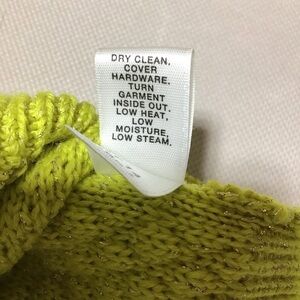 DRY CLEAN.
COVER
HARDWARE.
TURN
GARMENT
INSIDE OUT.
LOW HEAT,
LOW
MOISTURE,
LOW STEAM.